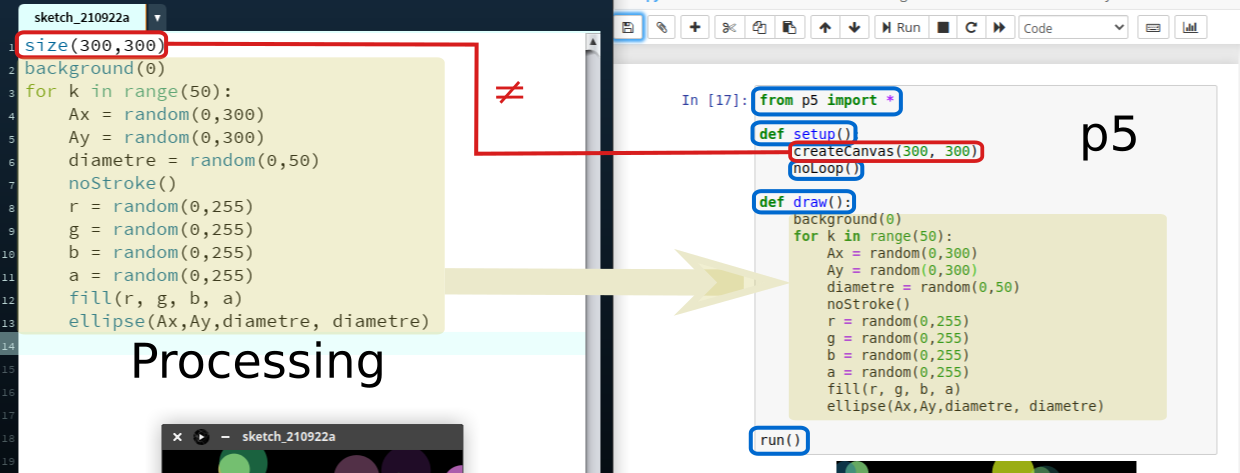 sketch_210922a
1 size(300,300)
2 background(0)
3 for k in range(50):
4 Ax = random(0,300)
5 Ay = random(0,300)
6 diametre = random(0,50)
7 noStroke()
8 r = random(0,255)
9 g = random(0,255)
10 b = random(0,255)
11 a = random(0,255)
12 fill(r, g, b, a)
13 ellipse(Ax,Ay,diametre, diametre)
14
15
16
17
18
19
≠
Processing
sketch_210922a
Run
Code
In [17]:
from p5 import *
def setup():
createCanvas(300, 300)
noLoop()
def draw():
background(0)
for k in range(50):
Ax = random(0,300)
Ay = random(0,300)
diametre = random(0,50)
noStroke()
r = random(0,255)
g = random(0,255)
b = random(0,255)
a = random(0,255)
fill(r, g, b, a)
ellipse(Ax,Ay,diametre, diametre)
run()
p5